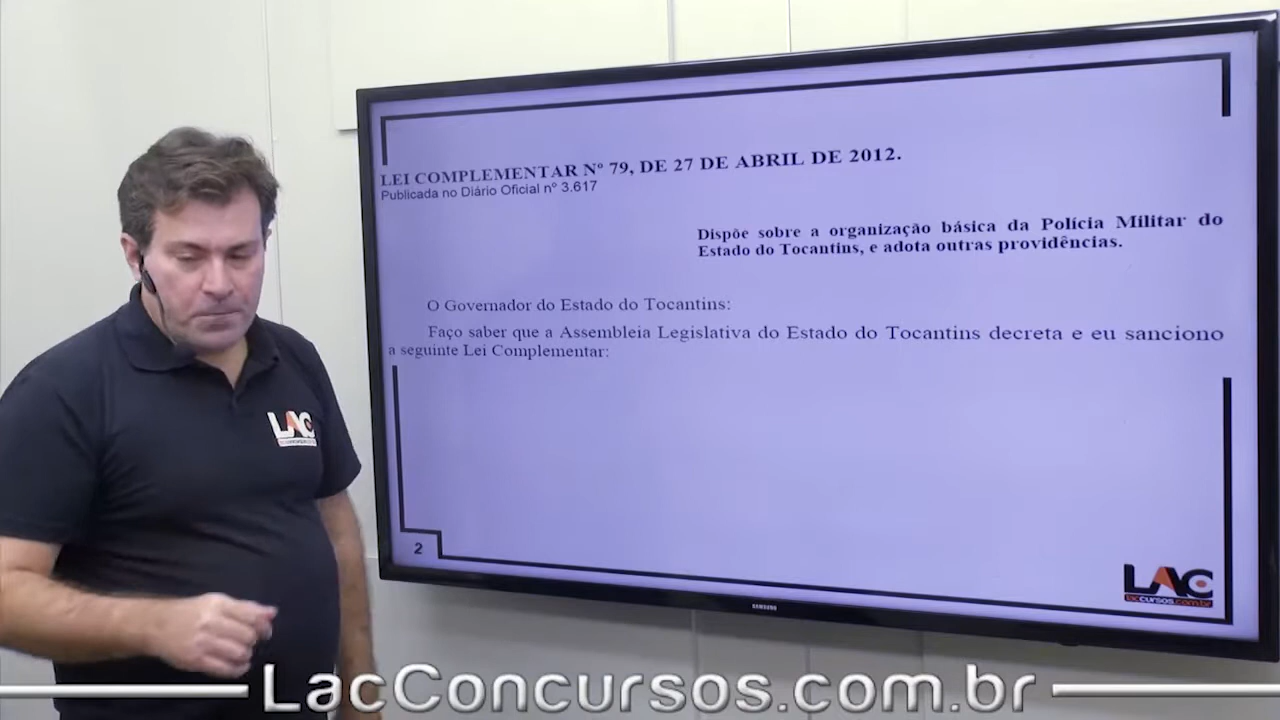 LEI COMPLEMENTAR Nº 79, DE 27 DE ABRIL DE 2012.
Publicada no Diário Oficial nº 3.617
Dispõe sobre a organização básica da Polícia Militar do
Estado do Tocantins, e adota outras providências.
O Governador do Estado do Tocantins:
Faço saber que a Assembleia Legislativa do Estado do Tocantins decreta e eu sanciono
a seguinte Lei Complementar:
2
LAC
laccursos.com.br
SAMSUNG
LAC
LacConcursos.com.br